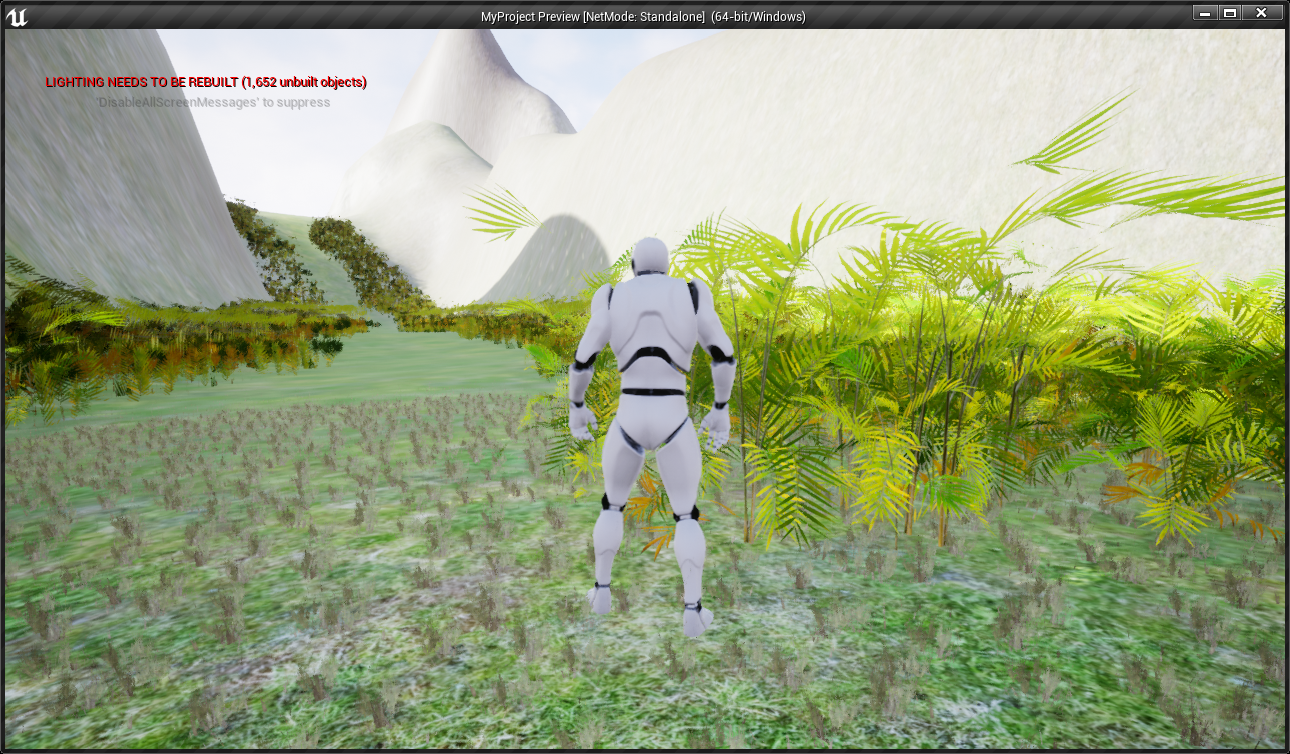 MyProject Preview [NetMode: Standalone] (64-bit/Windows)
LIGHTING NEEDS TO BE REBUILT (1,652 unbuilt objects)
'DisableAllScreenMessages' to suppress